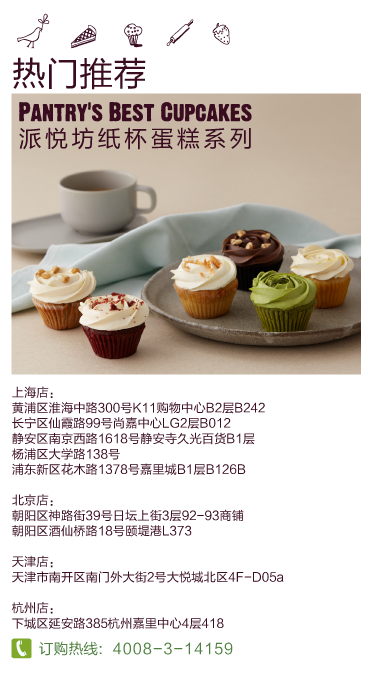 热门推荐
PANTRY'S BEST CUPCAKES
派悦坊纸杯蛋糕系列
上海店：
黄浦区淮海中路300号K11购物中心B2层B242
长宁区仙霞路99号尚嘉中心LG2层B012
静安区南京西路1618号静安寺久光百货B1层
杨浦区大学路138号
浦东新区花木路1378号嘉里城B1层B126B
北京店：
朝阳区神路街39号日坛上街3层92-93商铺
朝阳区酒仙桥路18号颐堤港L373
天津店：
天津市南开区南门外大街2号大悦城北区4F-D05a
杭州店：
下城区延安路385杭州嘉里中心4层418
订购热线：4008-3-14159